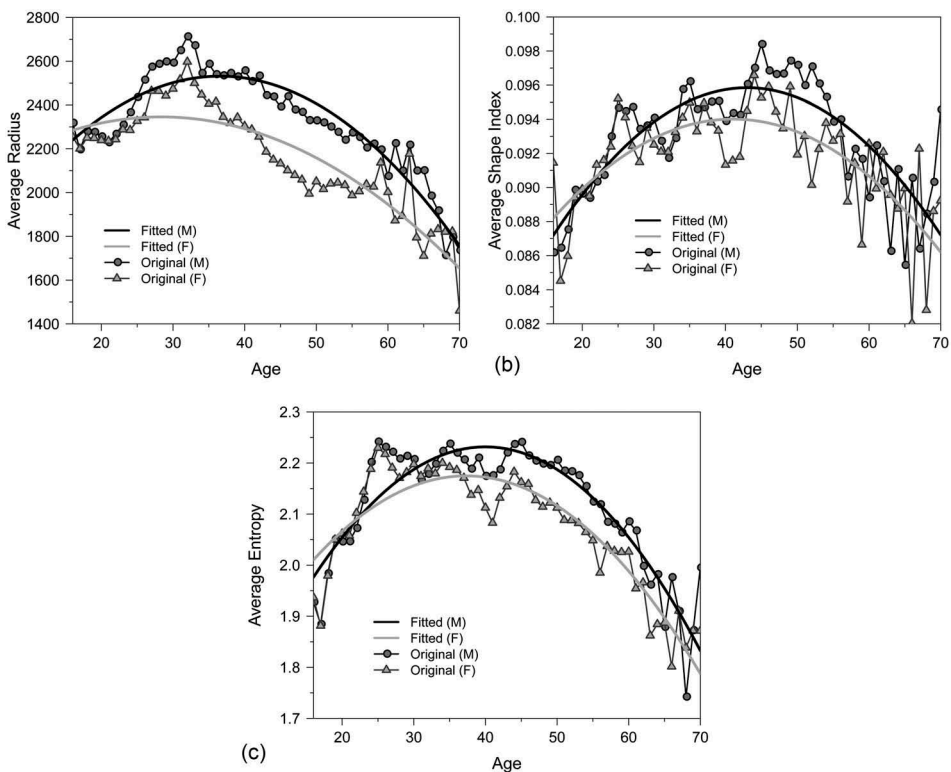 2800
2600
2400
2200
2000
1800
1600
1400
Average Radius
Fitted (M)
Fitted (F)
Original (M)
Original (F)
20 30 40 50 60 70
Age
0.100
0.098
0.096
0.094
0.092
0.090
0.088
0.086
0.084
0.082
Average Shape Index
Fitted (M)
Fitted (F)
Original (M)
Original (F)
20 30 40 50 60 70
(b) Age
2.3
2.2
2.1
2.0
1.9
1.8
1.7
Average Entropy
Fitted (M)
Fitted (F)
Original (M)
Original (F)
20 30 40 50 60 70
(c) Age